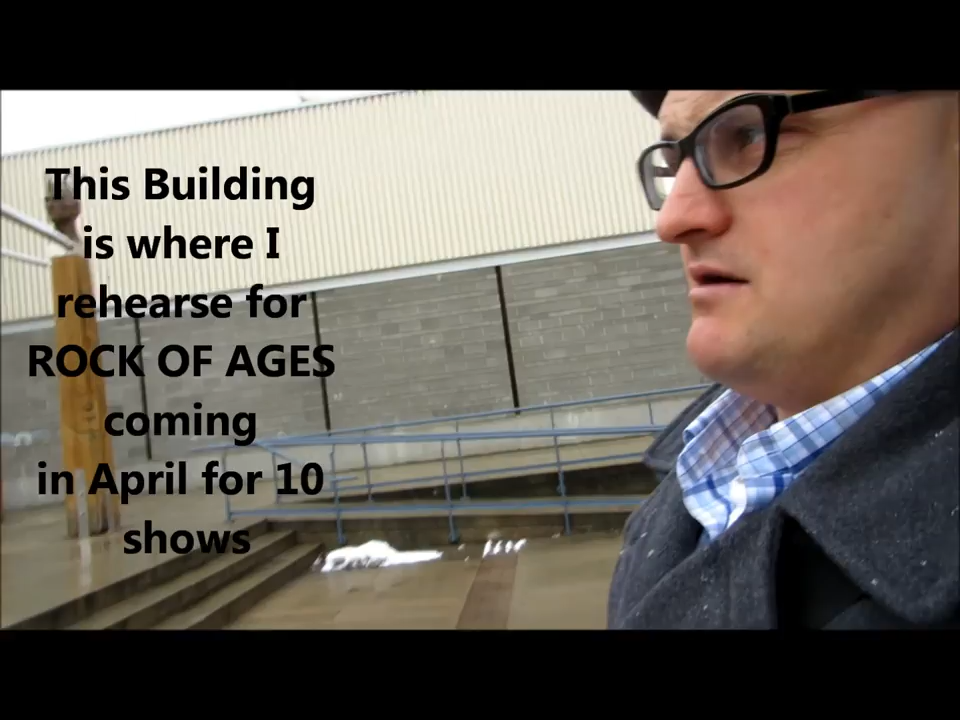 This Building
is where I
rehearse for
ROCK OF AGES
coming
in April for 10
shows